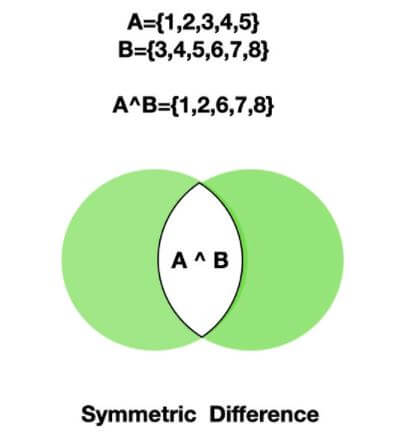 A={1,2,3,4,5}
B={3,4,5,6,7,8}
A^B={1,2,6,7,8}
A ^ B
Symmetric Difference